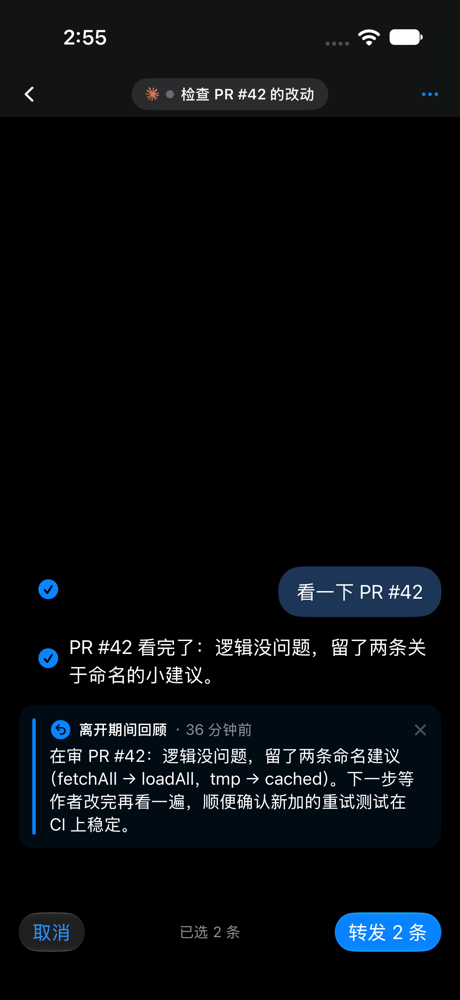 2:55
检查 PR #42 的改动
看一下 PR #42
PR #42 看完了：逻辑没问题，留了两条关
于命名的小建议。
离开期间回顾 · 36 分钟前
在审 PR #42：逻辑没问题，留了两条命名建议
（fetchAll → loadAll，tmp → cached）。下一步等
作者改完再看一遍，顺便确认新加的重试测试在
CI 上稳定。
取消
已选 2 条
转发 2 条